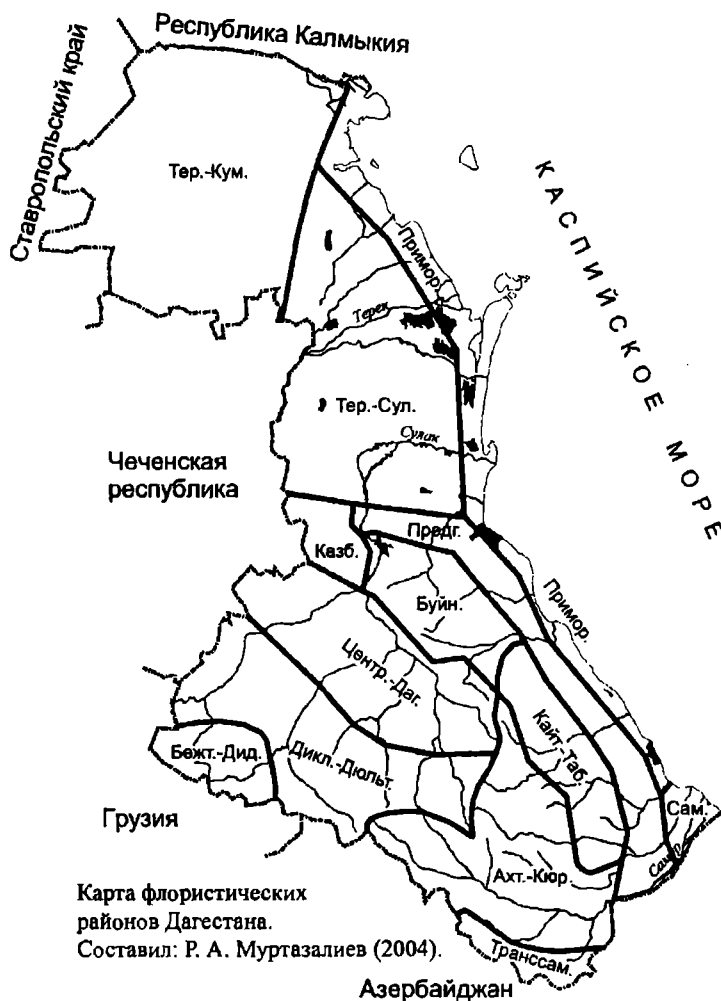 Республика Калмыкия
Ставропольский край
Тер.-Кум.
КАСПИЙСКОЕ МОРЕ
Примор.
Терек
Тер.-Сул.
Сулак
Чеченская
республика
Предг.
Казб.
Буйн.
Примор.
Центр.-Даг.
Кайт.-Таб.
Бежт.-Дид.
Дикл.-Дюльт.
Сам.
Самур
Грузия
Ахт.-Кюр.
Карта флористических
районов Дагестана.
Составил: Р. А. Муртазалиев (2004).
Транссам.
Азербайджан